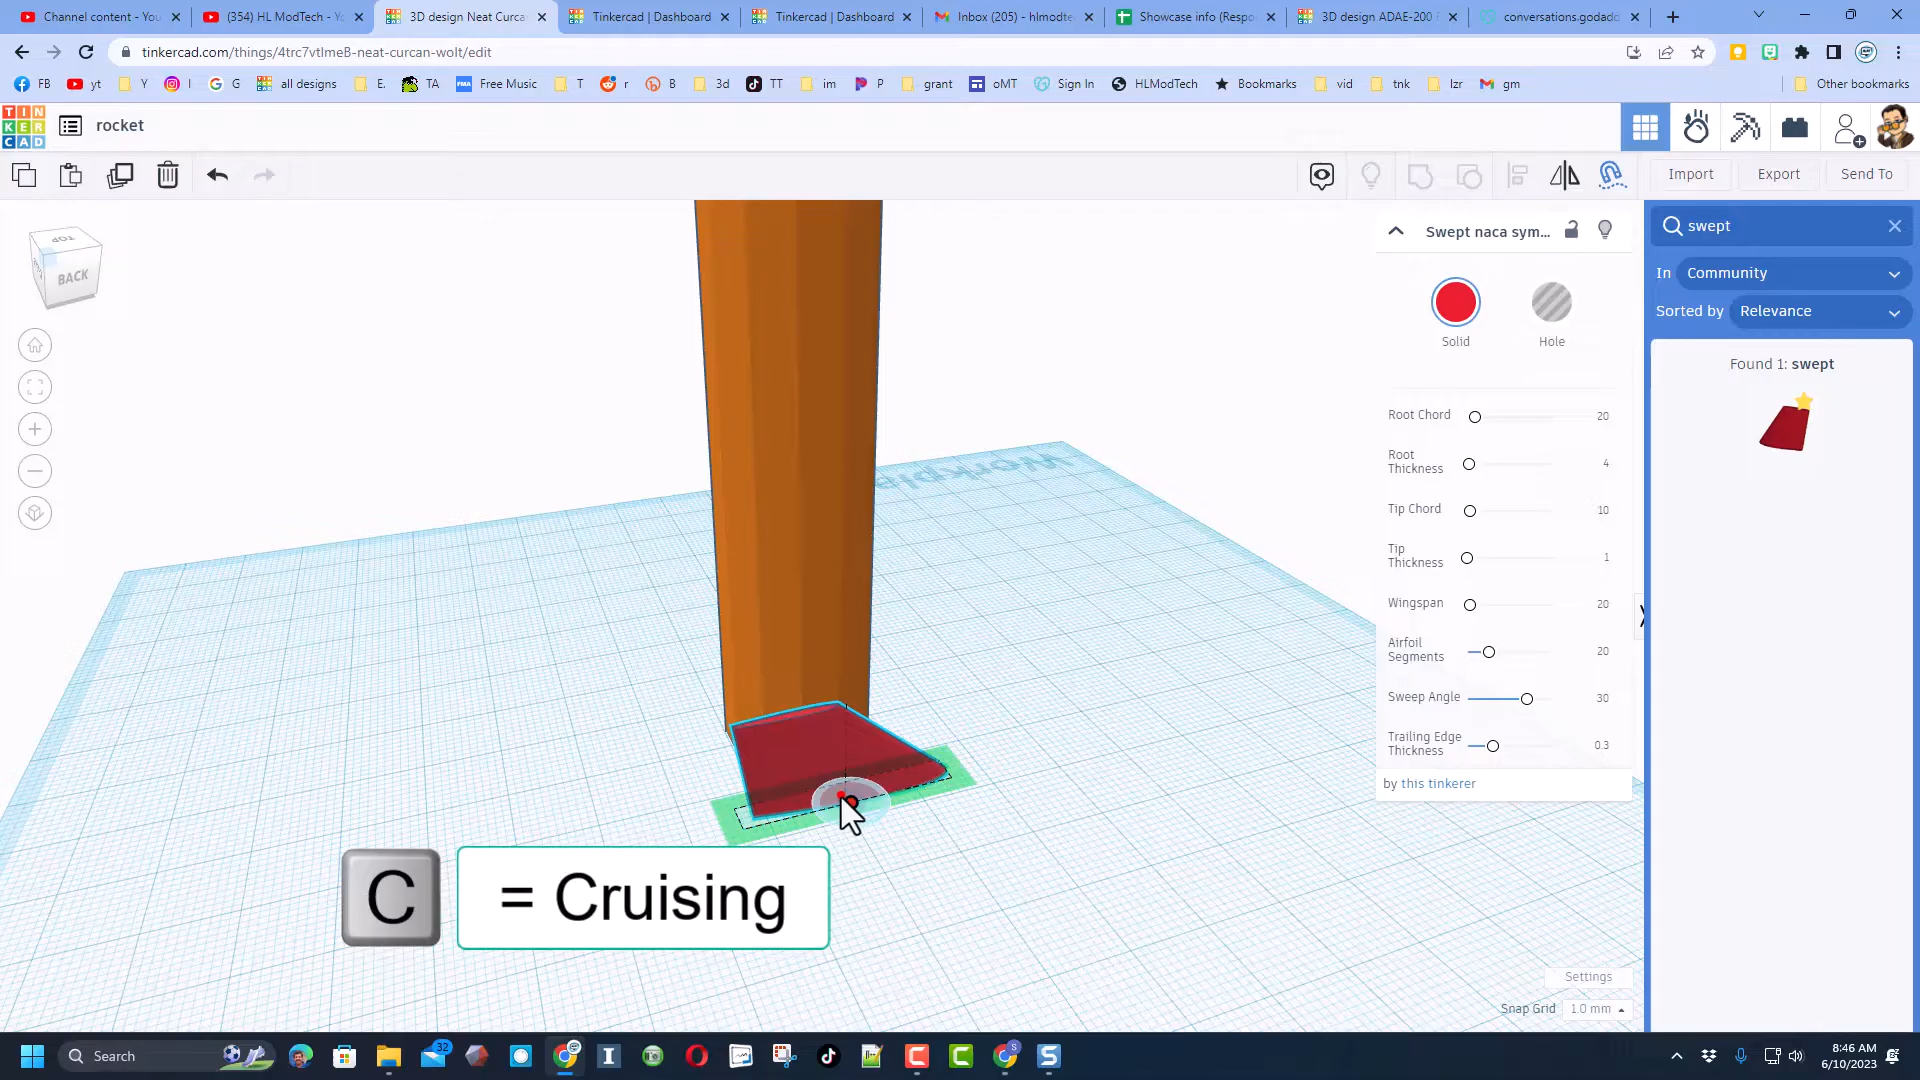 Channel content - You
(354) HL ModTech - Y
3D design Neat Curca
Tinkercad | Dashboard
Tinkercad | Dashboard
Inbox (205) - hlmodte
Showcase info (Respo
3D design ADAE-200
conversations.godadd
tinkercad.com/things/4trc7vtlmeB-neat-curcan-wolt/edit
FB yt Y I G all designs E. TA Free Music T r B 3d TT im P grant oMT Sign In HLModTech Bookmarks vid tnk lzr gm Other bookmarks
TIN
KER
CAD
rocket
Import Export Send To
TOP
BACK
Workpla
Swept naca sym...
Solid Hole
Root Chord 20
Root
Thickness 4
Tip Chord 10
Tip
Thickness 1
Wingspan 20
Airfoil
Segments 20
Sweep Angle 30
Trailing Edge
Thickness 0.3
by this tinkerer
swept
In Community
Sorted by Relevance
Found 1: swept
C = Cruising
Settings
Snap Grid 1.0 mm
Search
32
8:46 AM
6/10/2023